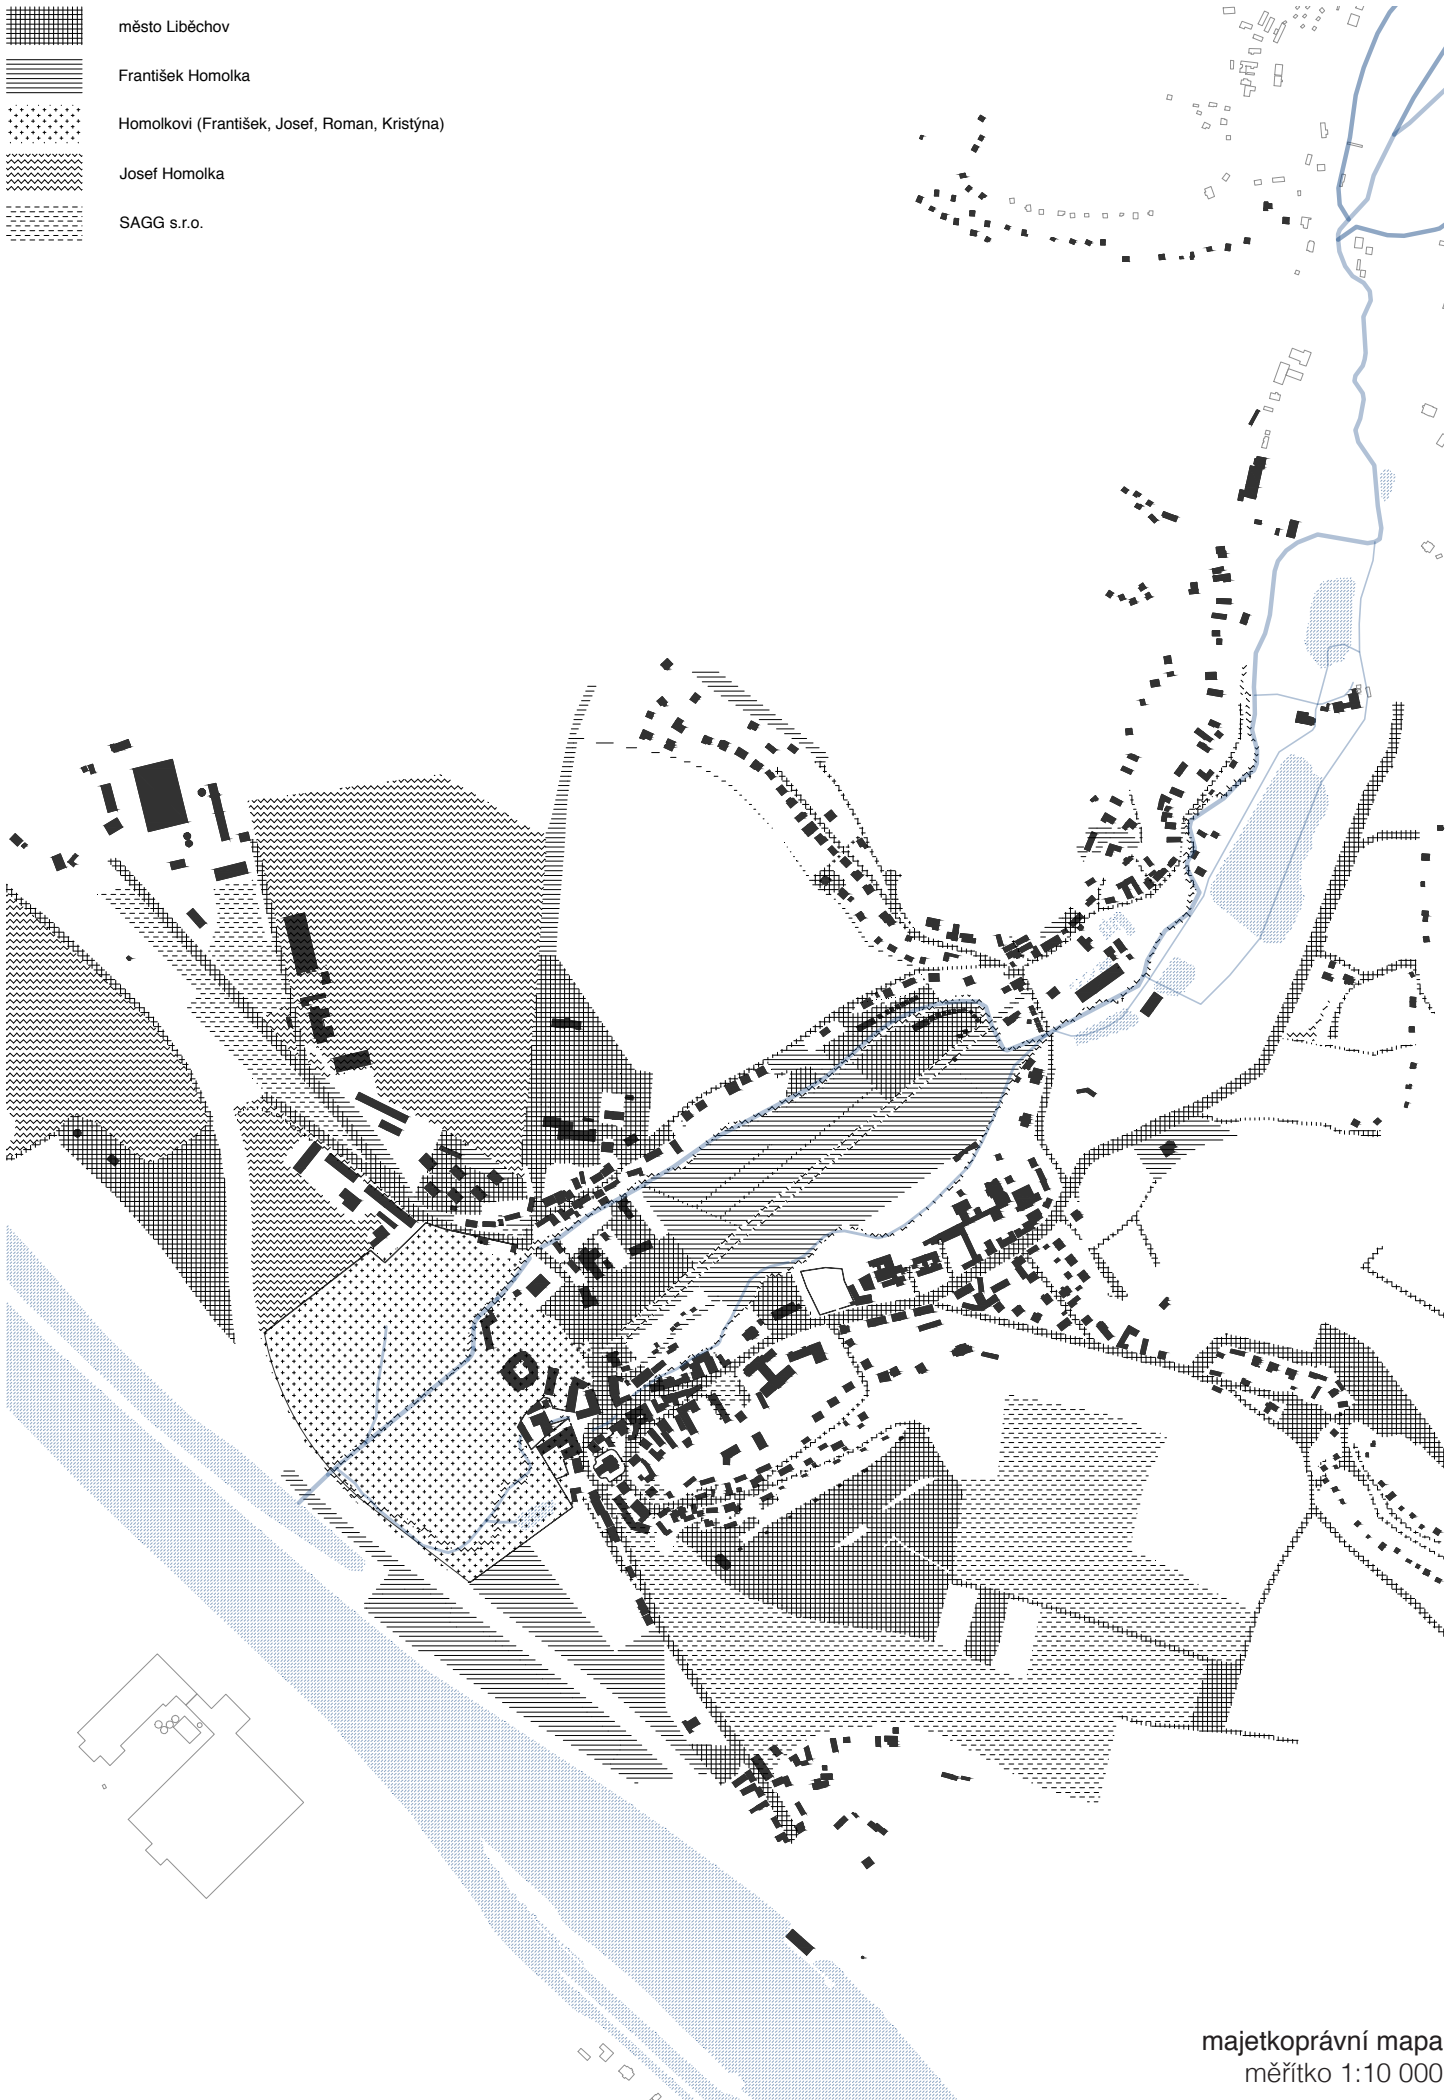 město Liběchov
František Homolka
Homolkovi (František, Josef, Roman, Kristýna)
Josef Homolka
SAGG s.r.o.
majetkoprávní mapa
měřítko 1:10 000